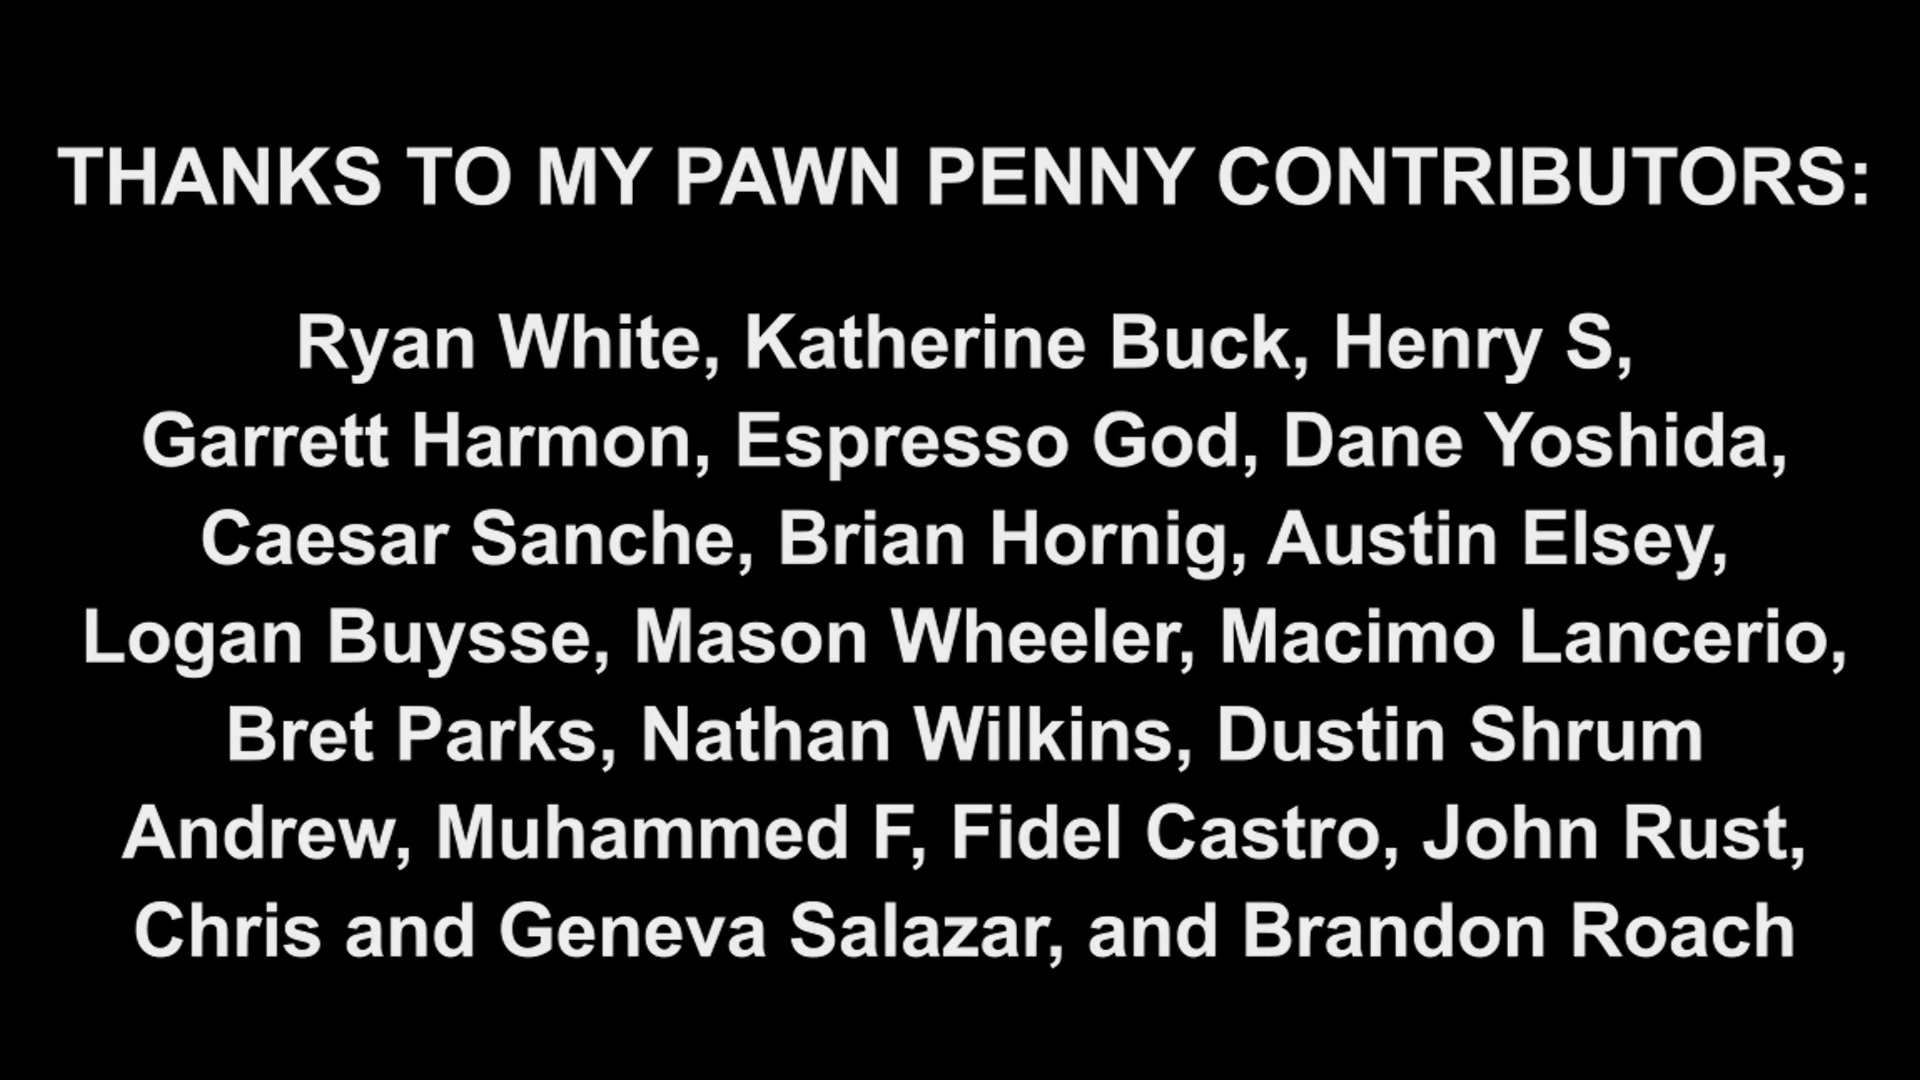 THANKS TO MY PAWN PENNY CONTRIBUTORS:
Ryan White, Katherine Buck, Henry S,
Garrett Harmon, Espresso God, Dane Yoshida,
Caesar Sanche, Brian Hornig, Austin Elsey,
Logan Buysse, Mason Wheeler, Macimo Lancerio,
Bret Parks, Nathan Wilkins, Dustin Shrum
Andrew, Muhammed F, Fidel Castro, John Rust,
Chris and Geneva Salazar, and Brandon Roach